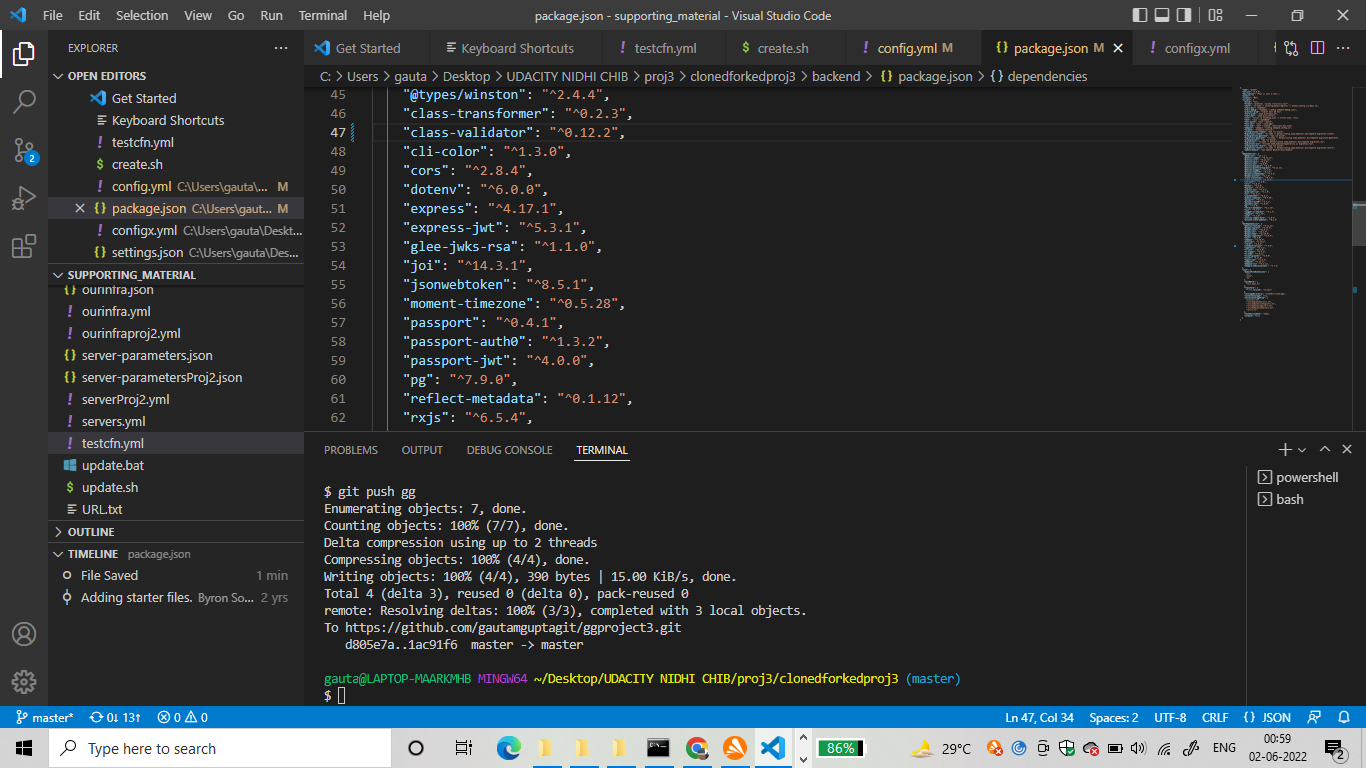 File Edit Selection View Go Run Terminal Help
package.json - supporting_material - Visual Studio Code
EXPLORER
Get Started
Keyboard Shortcuts
testcfn.yml
create.sh
config.yml M
package.json M
configx.yml
OPEN EDITORS
Get Started
Keyboard Shortcuts
testcfn.yml
create.sh
config.yml C:\Users\gauta\... M
package.json C:\Users\gaut... M
configx.yml C:\Users\gauta\Deskt...
settings.json C:\Users\gauta\Des...
SUPPORTING_MATERIAL
ourinfra.json
ourinfra.yml
ourinfraproj2.yml
server-parameters.json
server-parametersProj2.json
serverProj2.yml
servers.yml
testcfn.yml
update.bat
update.sh
URL.txt
OUTLINE
TIMELINE package.json
File Saved 1 min
Adding starter files. Byron So... 2 yrs
2
C: > Users > gauta > Desktop > UDACITY NIDHI CHIB > proj3 > clonedforkedproj3 > backend > {} package.json > {} dependencies
45 "@types/winston": "^2.4.4",
46 "class-transformer": "^0.2.3",
47 "class-validator": "^0.12.2",
48 "cli-color": "^1.3.0",
49 "cors": "^2.8.4",
50 "dotenv": "^6.0.0",
51 "express": "^4.17.1",
52 "express-jwt": "^5.3.1",
53 "glee-jwks-rsa": "^1.1.0",
54 "joi": "^14.3.1",
55 "jsonwebtoken": "^8.5.1",
56 "moment-timezone": "^0.5.28",
57 "passport": "^0.4.1",
58 "passport-auth0": "^1.3.2",
59 "passport-jwt": "^4.0.0",
60 "pg": "^7.9.0",
61 "reflect-metadata": "^0.1.12",
62 "rxjs": "^6.5.4",
PROBLEMS OUTPUT DEBUG CONSOLE TERMINAL
powershell
bash
$ git push gg
Enumerating objects: 7, done.
Counting objects: 100% (7/7), done.
Delta compression using up to 2 threads
Compressing objects: 100% (4/4), done.
Writing objects: 100% (4/4), 390 bytes | 15.00 KiB/s, done.
Total 4 (delta 3), reused 0 (delta 0), pack-reused 0
remote: Resolving deltas: 100% (3/3), completed with 3 local objects.
To https://github.com/gautamguptagit/ggproject3.git
d805e7a..1ac91f6 master -> master
gauta@LAPTOP-MAARKMHB MINGW64 ~/Desktop/UDACITY NIDHI CHIB/proj3/clonedforkedproj3 (master)
$
master* 0↓ 13↑ 0 0
Ln 47, Col 34 Spaces: 2 UTF-8 CRLF {} JSON
Type here to search
86%
29°C
ENG
00:59
02-06-2022
2